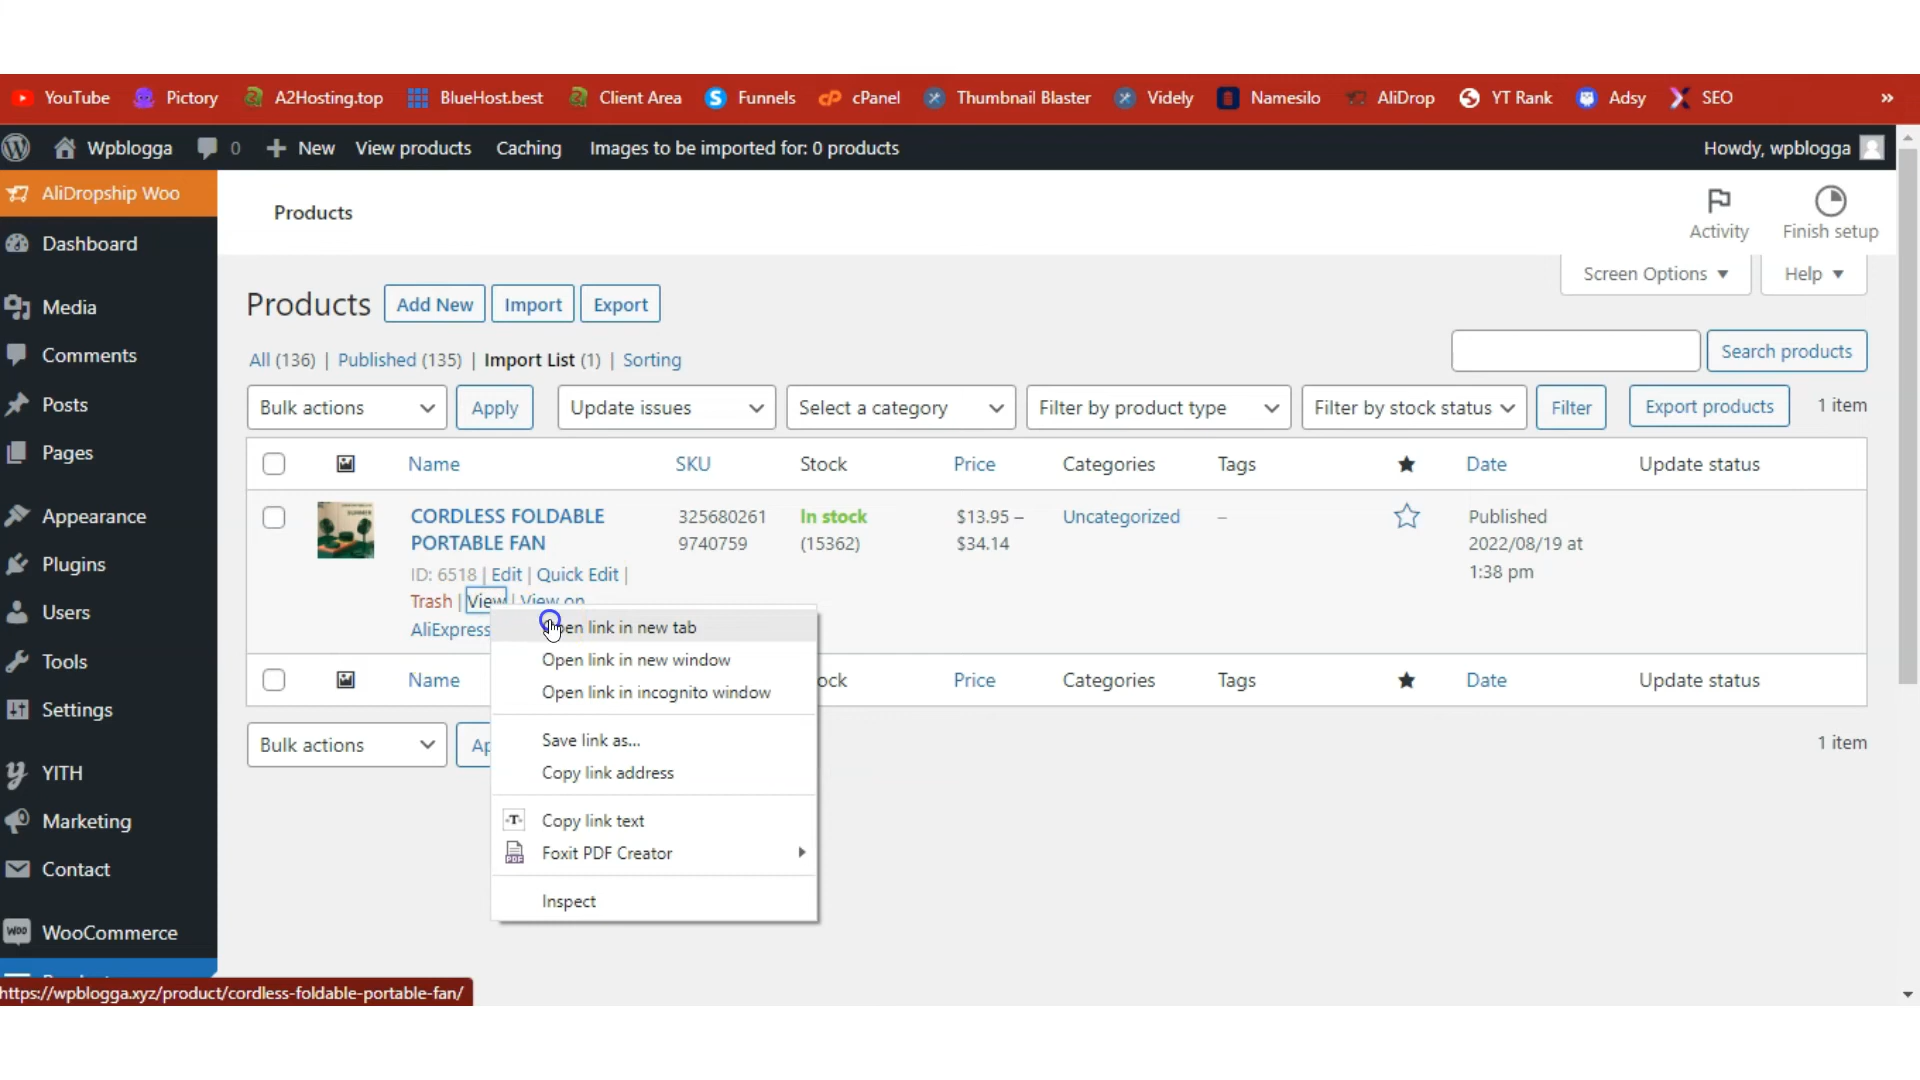 YouTube Pictory A2Hosting.top BlueHost.best Client Area Funnels cPanel Thumbnail Blaster Videly Namesilo AliDrop YT Rank Adsy SEO »
Wpblogga 0 + New View products Caching Images to be imported for: 0 products Howdy, wpblogga
AliDropship Woo
Dashboard
Media
Comments
Posts
Pages
Appearance
Plugins
Users
Tools
Settings
YITH
Marketing
Contact
WooCommerce
Products
Activity
Finish setup
Screen Options ▼ Help ▼
Products Add New Import Export
All (136) | Published (135) | Import List (1) | Sorting
Search products
Bulk actions Apply Update issues Select a category Filter by product type Filter by stock status Filter Export products 1 item
Name SKU Stock Price Categories Tags ★ Date Update status
CORDLESS FOLDABLE
PORTABLE FAN
ID: 6518 | Edit | Quick Edit |
Trash | View | View on
AliExpress
325680261
9740759
In stock
(15362)
$13.95 –
$34.14
Uncategorized
–
Published
2022/08/19 at
1:38 pm
Open link in new tab
Open link in new window
Open link in incognito window
Save link as...
Copy link address
Copy link text
Foxit PDF Creator
Inspect
Name ock Price Categories Tags ★ Date Update status
Bulk actions Ap 1 item
https://wpblogga.xyz/product/cordless-foldable-portable-fan/